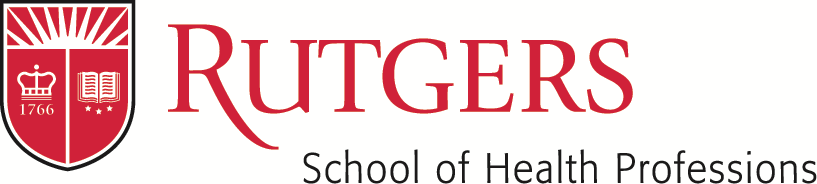 1766
RUTGERS
School of Health Professions